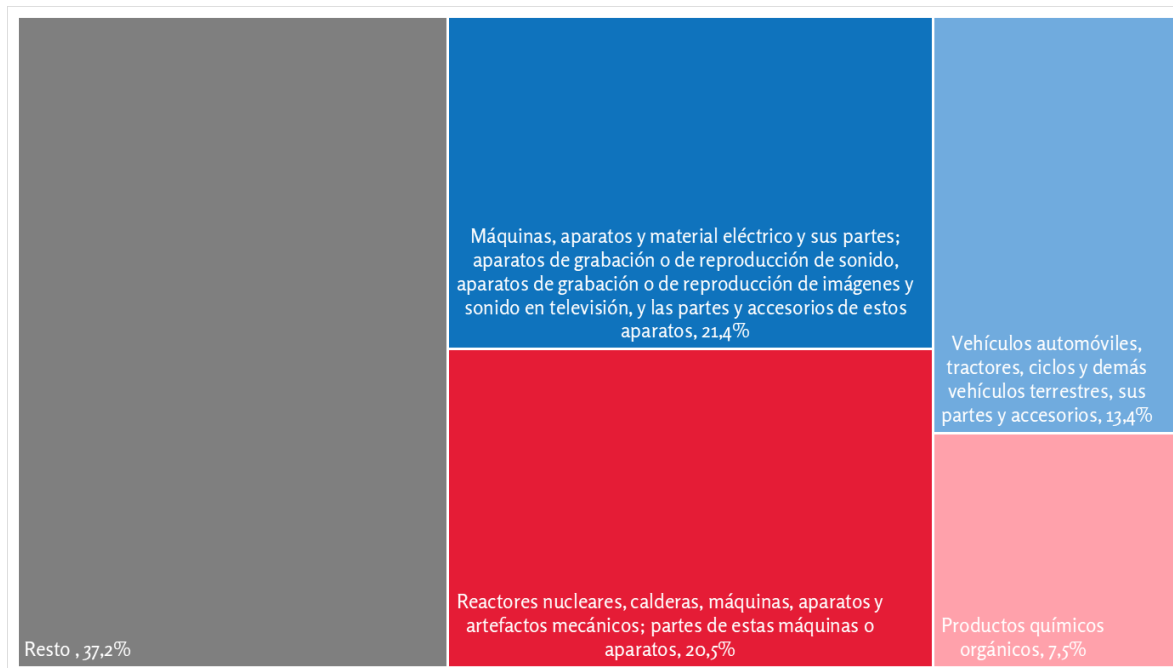 Máquinas, aparatos y material eléctrico y sus partes;
aparatos de grabación o de reproducción de sonido,
aparatos de grabación o de reproducción de imágenes y
sonido en televisión, y las partes y accesorios de estos
aparatos, 21,4%
Vehículos automóviles,
tractores, ciclos y demás
vehículos terrestres, sus
partes y accesorios, 13,4%
Resto , 37,2%
Reactores nucleares, calderas, máquinas, aparatos y
artefactos mecánicos; partes de estas máquinas o
aparatos, 20,5%
Productos químicos
orgánicos, 7,5%